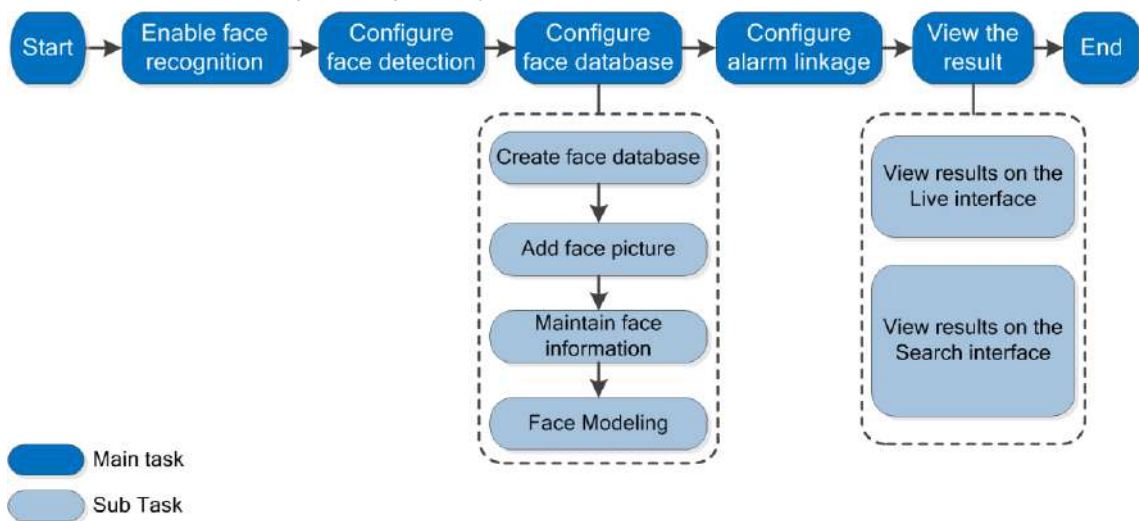 Start
Enable face
recognition
Configure
face detection
Configure
face database
Configure
alarm linkage
View the
result
End
Create face database
Add face picture
Maintain face
information
Face Modeling
View results on the
Live interface
View results on the
Search interface
Main task
Sub Task